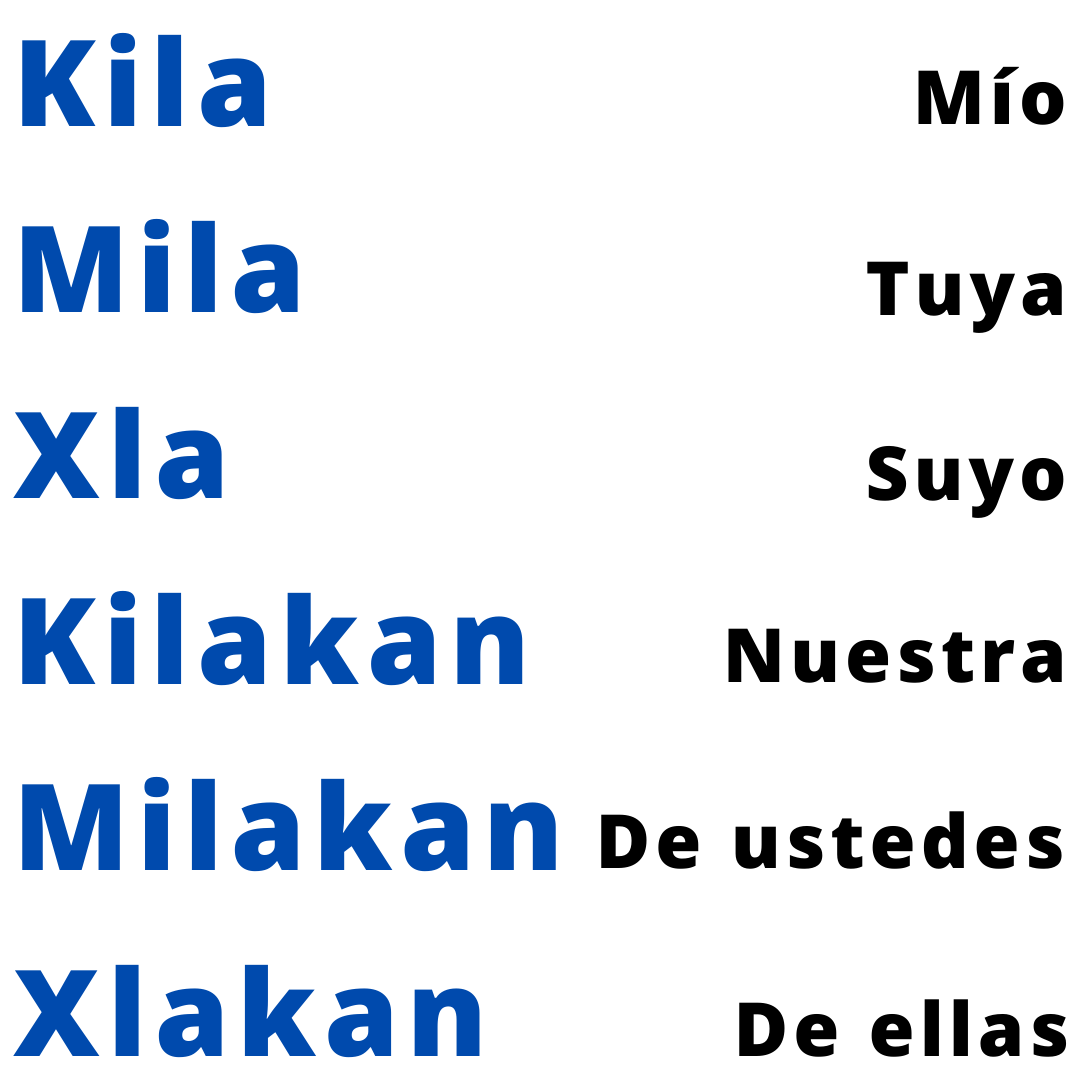 Kila Mío
Mila Tuya
Xla Suyo
Kilakan Nuestra
Milakan De ustedes
Xlakan De ellas